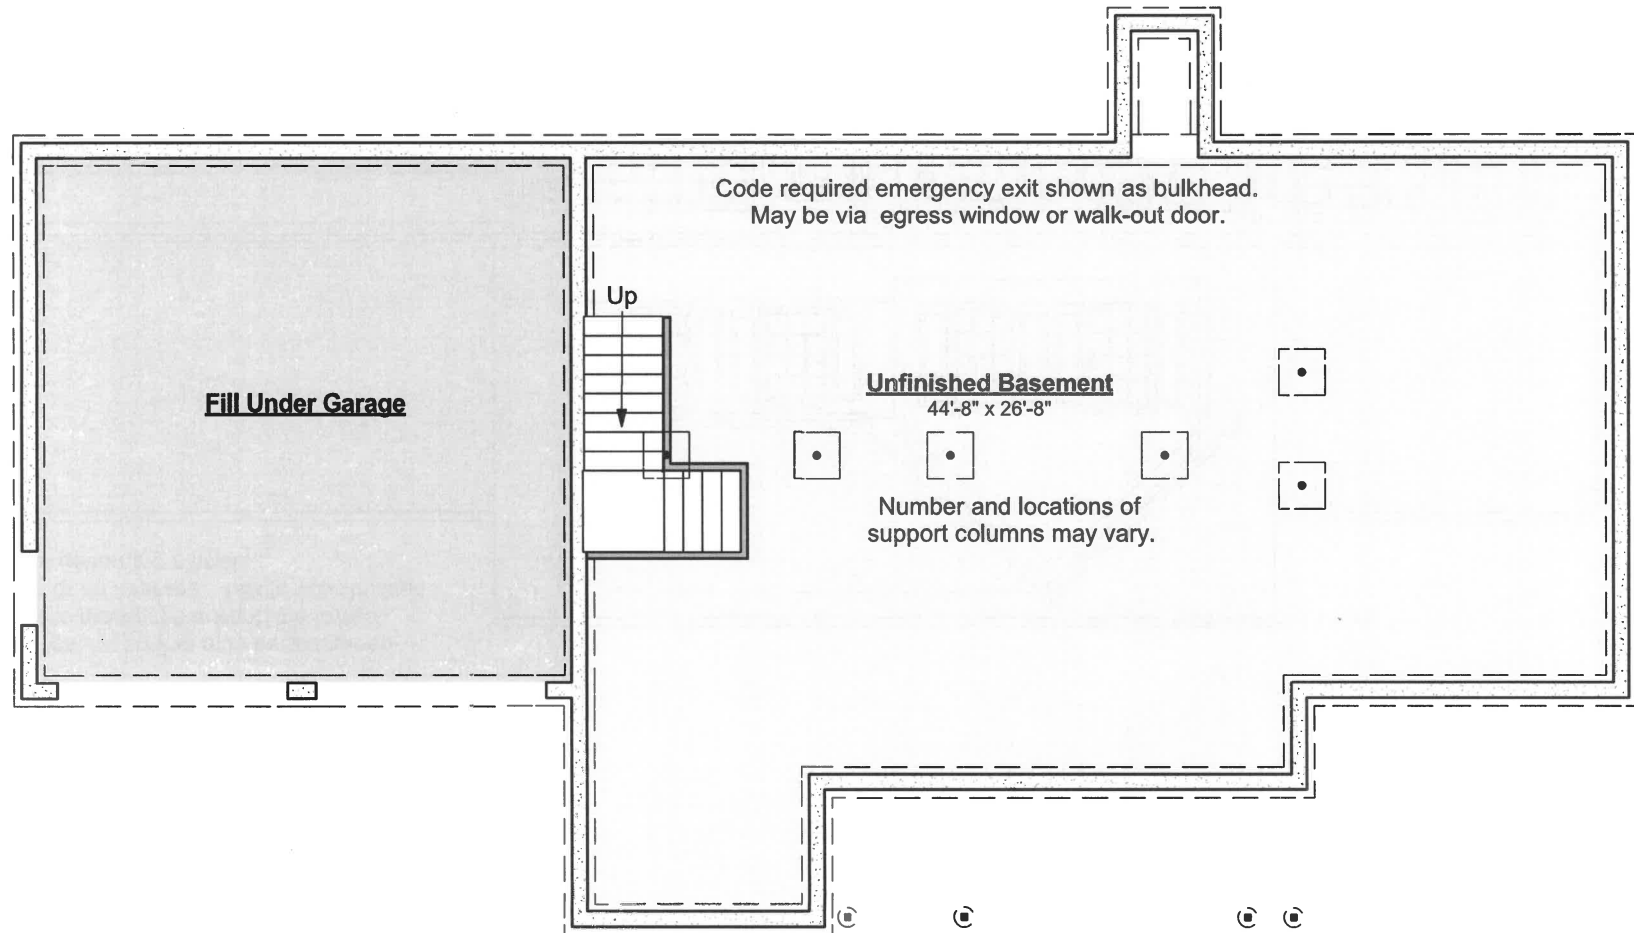 Code required emergency exit shown as bulkhead.
May be via egress window or walk-out door.
Up
Fill Under Garage
Unfinished Basement
44'-8" x 26'-8"
Number and locations of
support columns may vary.